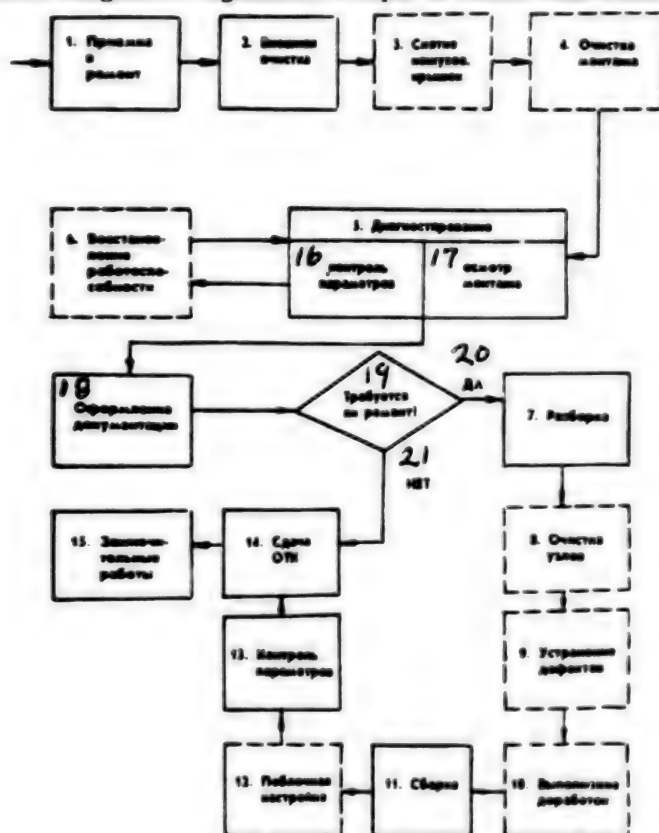 1. Приемка
в
ремонт
2. Внешняя
очистка
3. Снятие
кожухов,
крышек
4. Очистка
монтажа
5. Диагностирование
6. Восстанов-
ление
работоспо-
собности
16 контроль
параметров
17 осмотр
монтажа
18
Оформление
документации
19
Требуется
ли ремонт?
20
ДА
21
НЕТ
7. Разборка
8. Очистка
узлов
9. Устранение
дефектов
10. Выполнение
доработок
11. Сборка
12. Поблочная
настройка
13. Контроль
параметров
14. Сдача
ОТК
15. Заключи-
тельные
работы